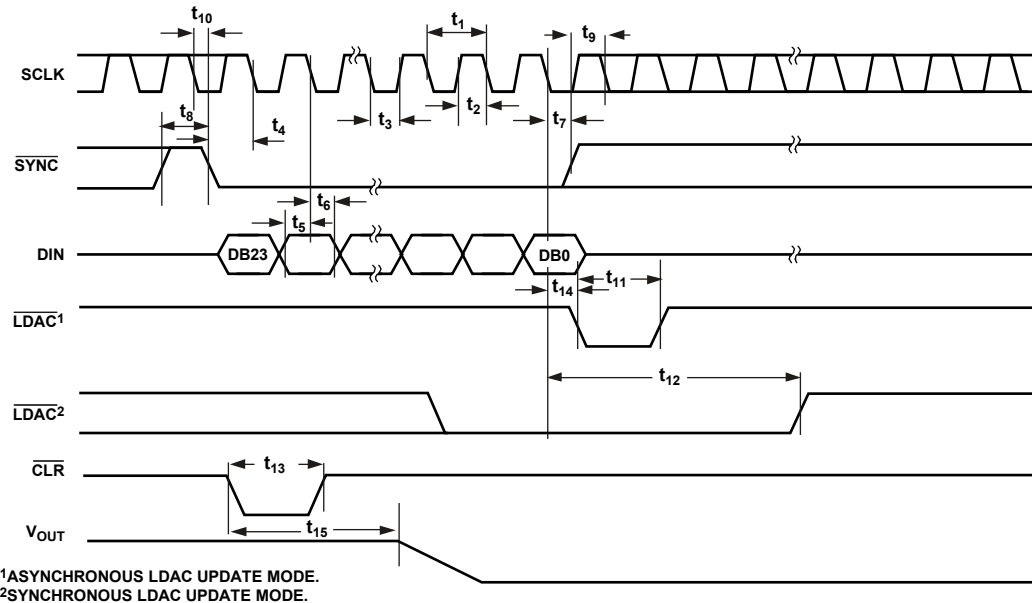 t10
t1
t9
SCLK
t8
t4
t3
t2
t7
SYNC
t6
t5
DIN
DB23
DB0
t14
t11
LDAC1
t12
LDAC2
CLR
t13
t15
VOUT
1ASYNCHRONOUS LDAC UPDATE MODE.
2SYNCHRONOUS LDAC UPDATE MODE.